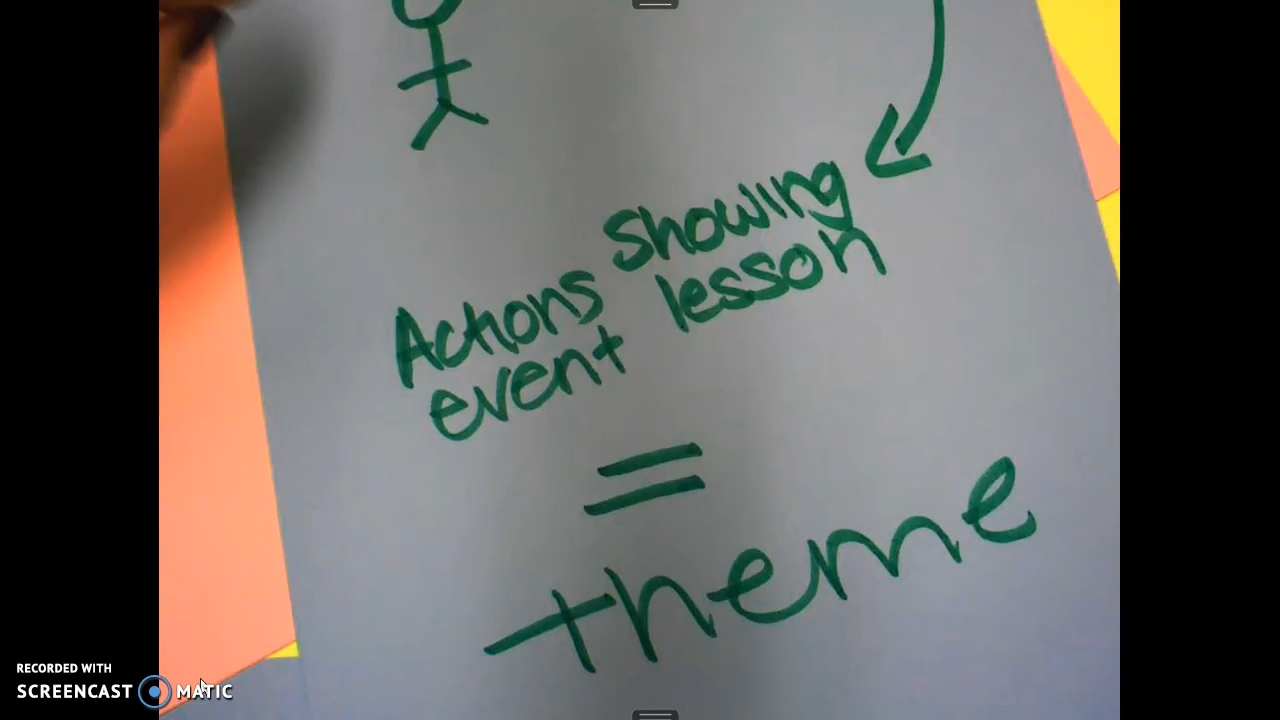 Actions showing
event lesson
=
theme
RECORDED WITH
SCREENCAST MATIC